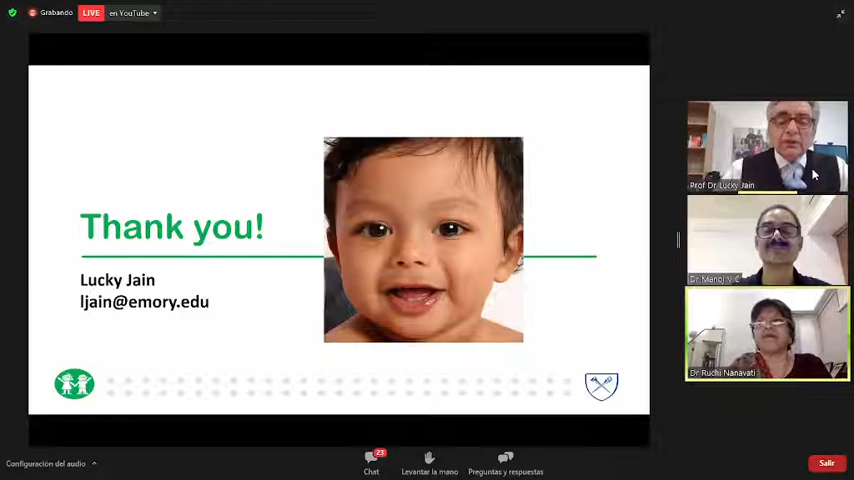 Grabando
LIVE
en YouTube
Thank you!
Lucky Jain
ljain@emory.edu
Prof Dr Lucky Jain
Dr Manoj V C
Dr Ruchi Nanavati
Configuración del audio
23
Chat
Levantar la mano
Preguntas y respuestas
Salir